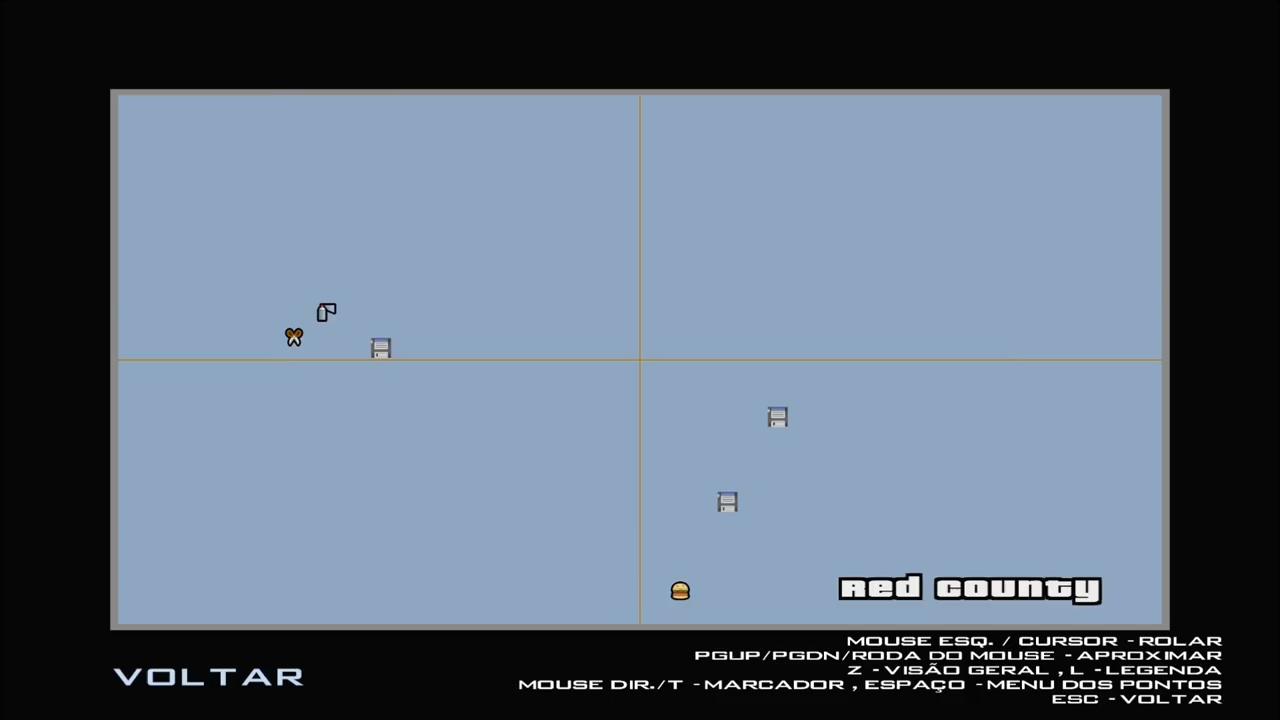 Red County
MOUSE ESQ. / CURSOR - ROLAR
PGUP/PGDN/RODA DO MOUSE - APROXIMAR
Z - VISÃO GERAL , L - LEGENDA
MOUSE DIR./T - MARCADOR , ESPAÇO - MENU DOS PONTOS
ESC - VOLTAR
VOLTAR